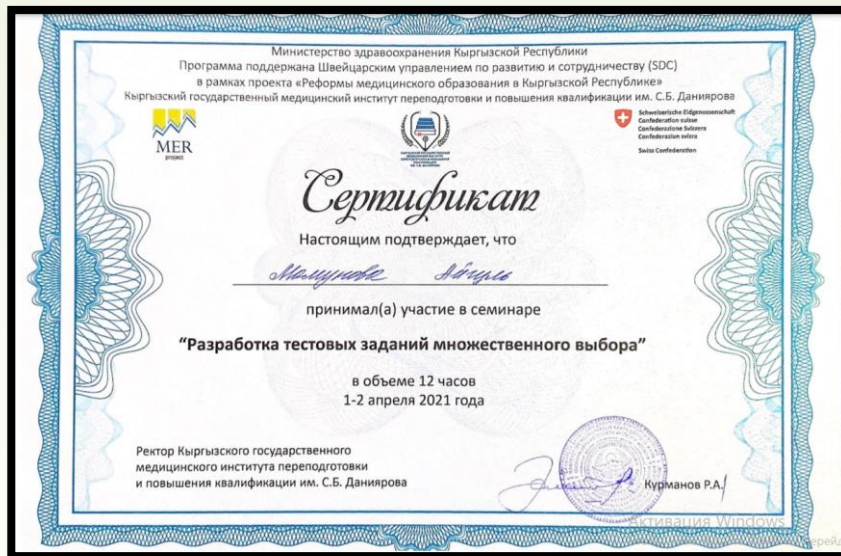 Министерство здравоохранения Кыргызской Республики
Программа поддержана Швейцарским управлением по развитию и сотрудничеству (SDC)
в рамках проекта «Реформы медицинского образования в Кыргызской Республике»
Кыргызский государственный медицинский институт переподготовки и повышения квалификации им. С.Б. Даниярова
MER
project
Schweizerische Eidgenossenschaft
Confédération suisse
Confederazione Svizzera
Confederaziun svizra
Swiss Confederation
Сертификат
Настоящим подтверждает, что
Момунова Айгуль
принимал(а) участие в семинаре
“Разработка тестовых заданий множественного выбора”
в объеме 12 часов
1-2 апреля 2021 года
Ректор Кыргызского государственного
медицинского института переподготовки
и повышения квалификации им. С.Б. Даниярова
Курманов Р.А.
Активация Windows